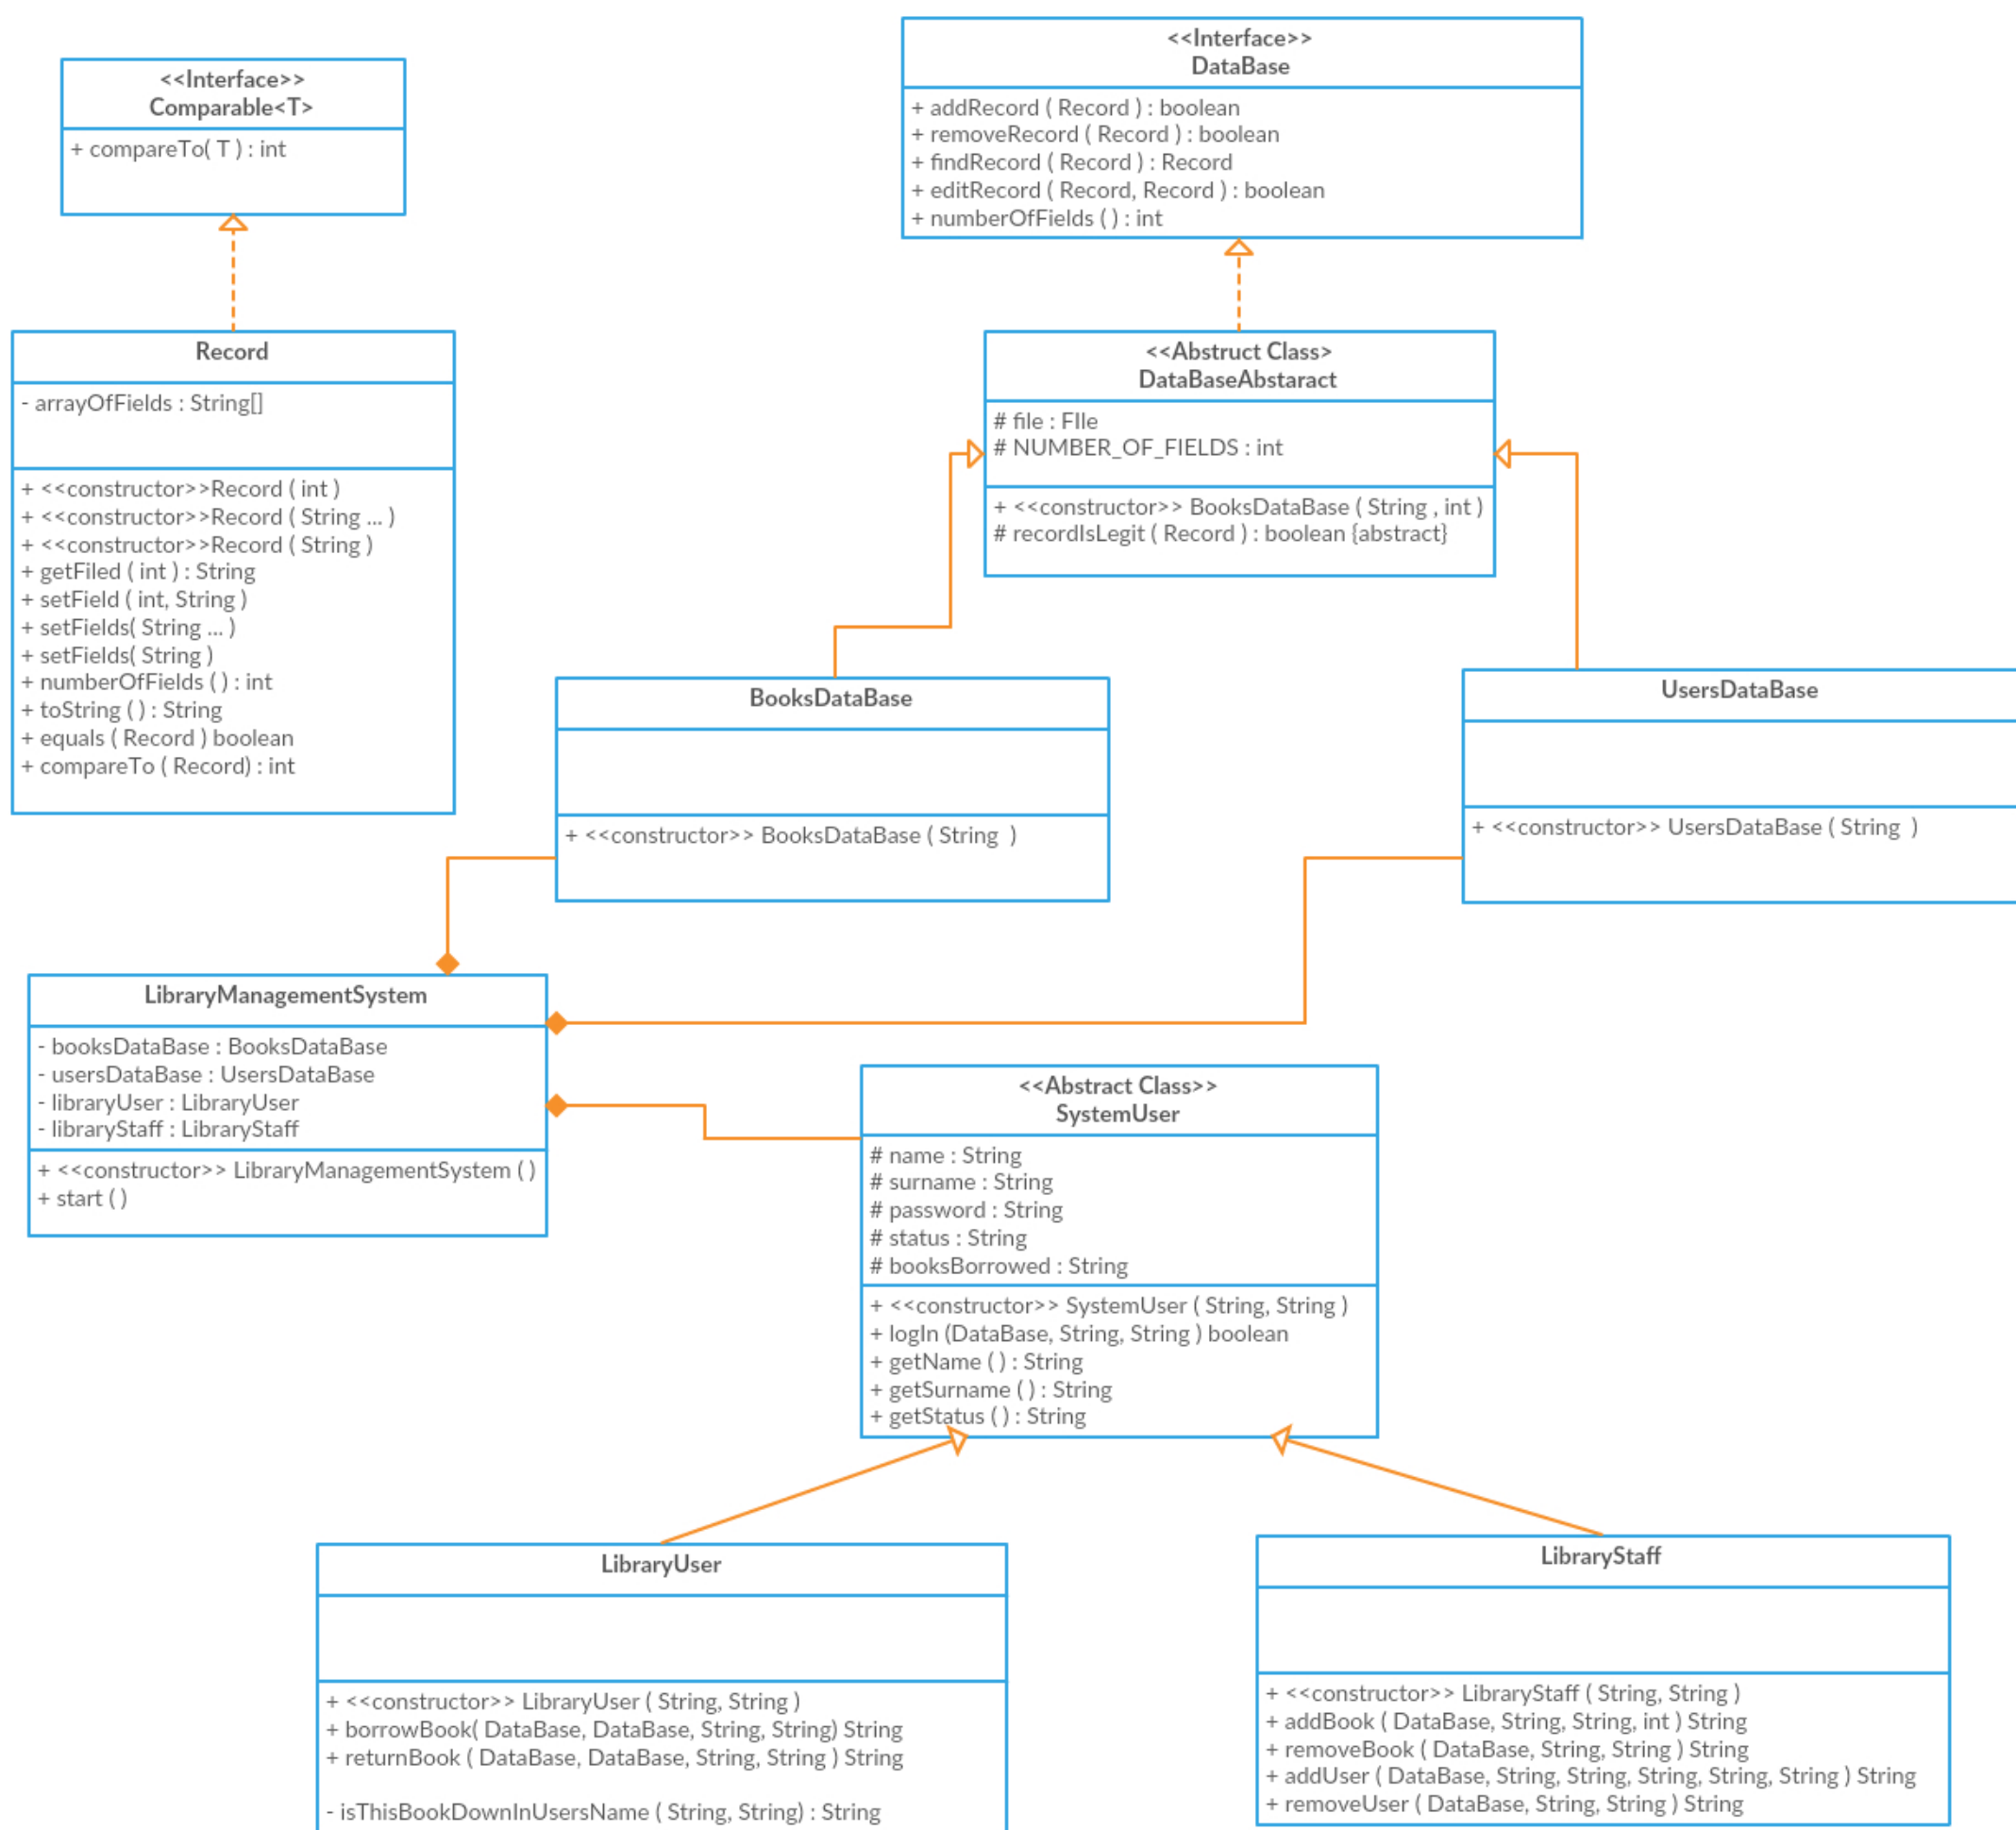 <<Interface>>
Comparable<T>
+ compareTo( T ) : int
<<Interface>>
DataBase
+ addRecord ( Record ) : boolean
+ removeRecord ( Record ) : boolean
+ findRecord ( Record ) : Record
+ editRecord ( Record, Record ) : boolean
+ numberOfFields ( ) : int
Record
- arrayOfFields : String[]
+ <<constructor>>Record ( int )
+ <<constructor>>Record ( String ... )
+ <<constructor>>Record ( String )
+ getFiled ( int ) : String
+ setField ( int, String )
+ setFields( String ... )
+ setFields( String )
+ numberOfFields ( ) : int
+ toString ( ) : String
+ equals ( Record ) boolean
+ compareTo ( Record) : int
<<Abstruct Class>
DataBaseAbstaract
# file : FIle
# NUMBER_OF_FIELDS : int
+ <<constructor>> BooksDataBase ( String , int )
# recordIsLegit ( Record ) : boolean {abstract}
BooksDataBase
+ <<constructor>> BooksDataBase ( String )
UsersDataBase
+ <<constructor>> UsersDataBase ( String )
LibraryManagementSystem
- booksDataBase : BooksDataBase
- usersDataBase : UsersDataBase
- libraryUser : LibraryUser
- libraryStaff : LibraryStaff
+ <<constructor>> LibraryManagementSystem ( )
+ start ( )
<<Abstract Class>>
SystemUser
# name : String
# surname : String
# password : String
# status : String
# booksBorrowed : String
+ <<constructor>> SystemUser ( String, String )
+ logIn (DataBase, String, String ) boolean
+ getName ( ) : String
+ getSurname ( ) : String
+ getStatus ( ) : String
LibraryUser
+ <<constructor>> LibraryUser ( String, String )
+ borrowBook( DataBase, DataBase, String, String) String
+ returnBook ( DataBase, DataBase, String, String ) String
- isThisBookDownInUsersName ( String, String) : String
LibraryStaff
+ <<constructor>> LibraryStaff ( String, String )
+ addBook ( DataBase, String, String, int ) String
+ removeBook ( DataBase, String, String ) String
+ addUser ( DataBase, String, String, String, String, String ) String
+ removeUser ( DataBase, String, String ) String